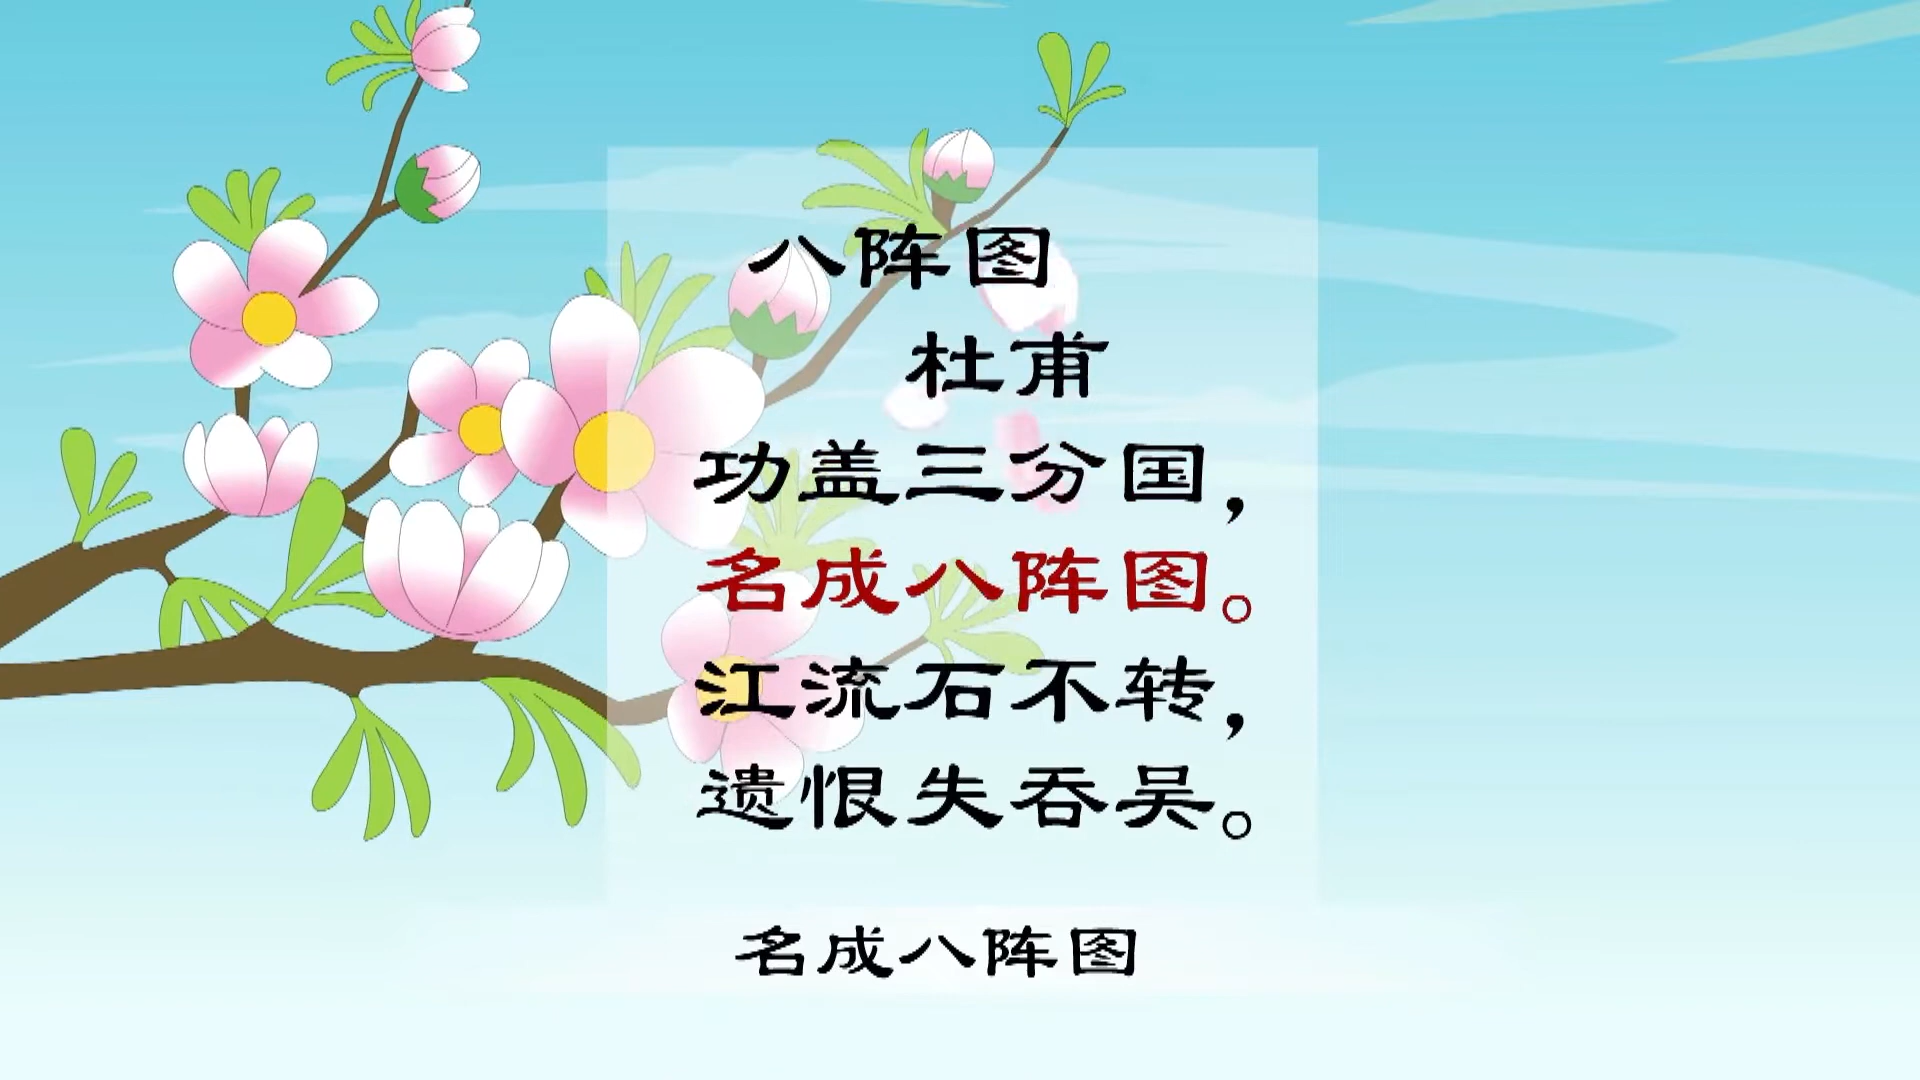 八阵图
杜甫
功盖三分国，
名成八阵图。
江流石不转，
遗恨失吞吴。
名成八阵图